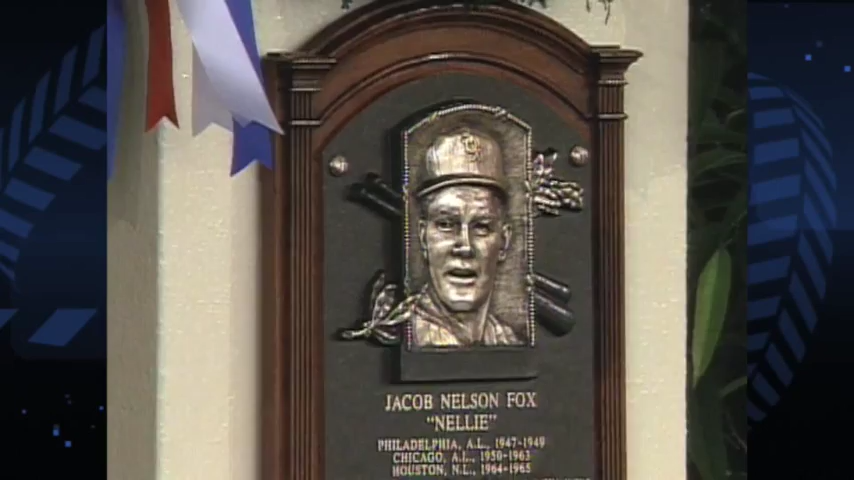 JACOB NELSON FOX
"NELLIE"
PHILADELPHIA, A.L., 1947-1949
CHICAGO, A.L., 1950-1963
HOUSTON, N.L., 1964-1965